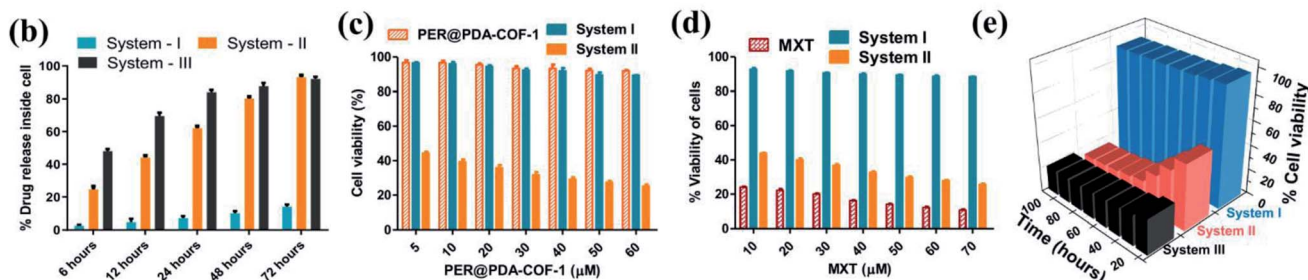 (b)
System - I
System - II
System - III
% Drug release inside cell
100
80
60
40
20
0
6 hours
12 hours
24 hours
48 hours
72 hours
(c)
PER@PDA-COF-1
System I
System II
Cell viability (%)
100
80
60
40
20
0
5
10
20
30
40
50
60
PER@PDA-COF-1 (μM)
(d)
MXT
System I
System II
% Viability of cells
100
80
60
40
20
0
10
20
30
40
50
60
70
MXT (μM)
(e)
100
80
60
40
20
0
% Cell viability
System I
System II
System III
100
80
60
40
20
Time (hours)